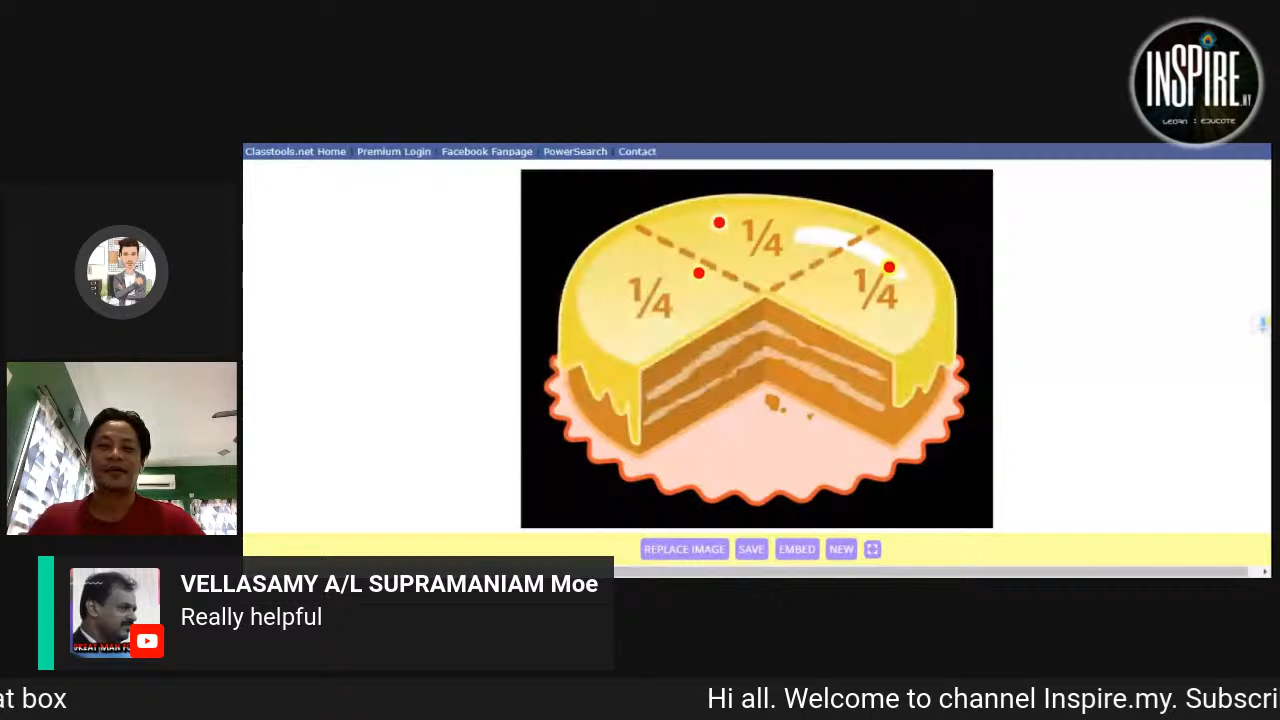 INSPIRE.MY
LEARN : EDUCATE
Classtools.net Home Premium Login Facebook Fanpage PowerSearch Contact
1/4
1/4
1/4
REPLACE IMAGE SAVE EMBED NEW
VELLASAMY A/L SUPRAMANIAM Moe
Really helpful
at box Hi all. Welcome to channel Inspire.my. Subscri